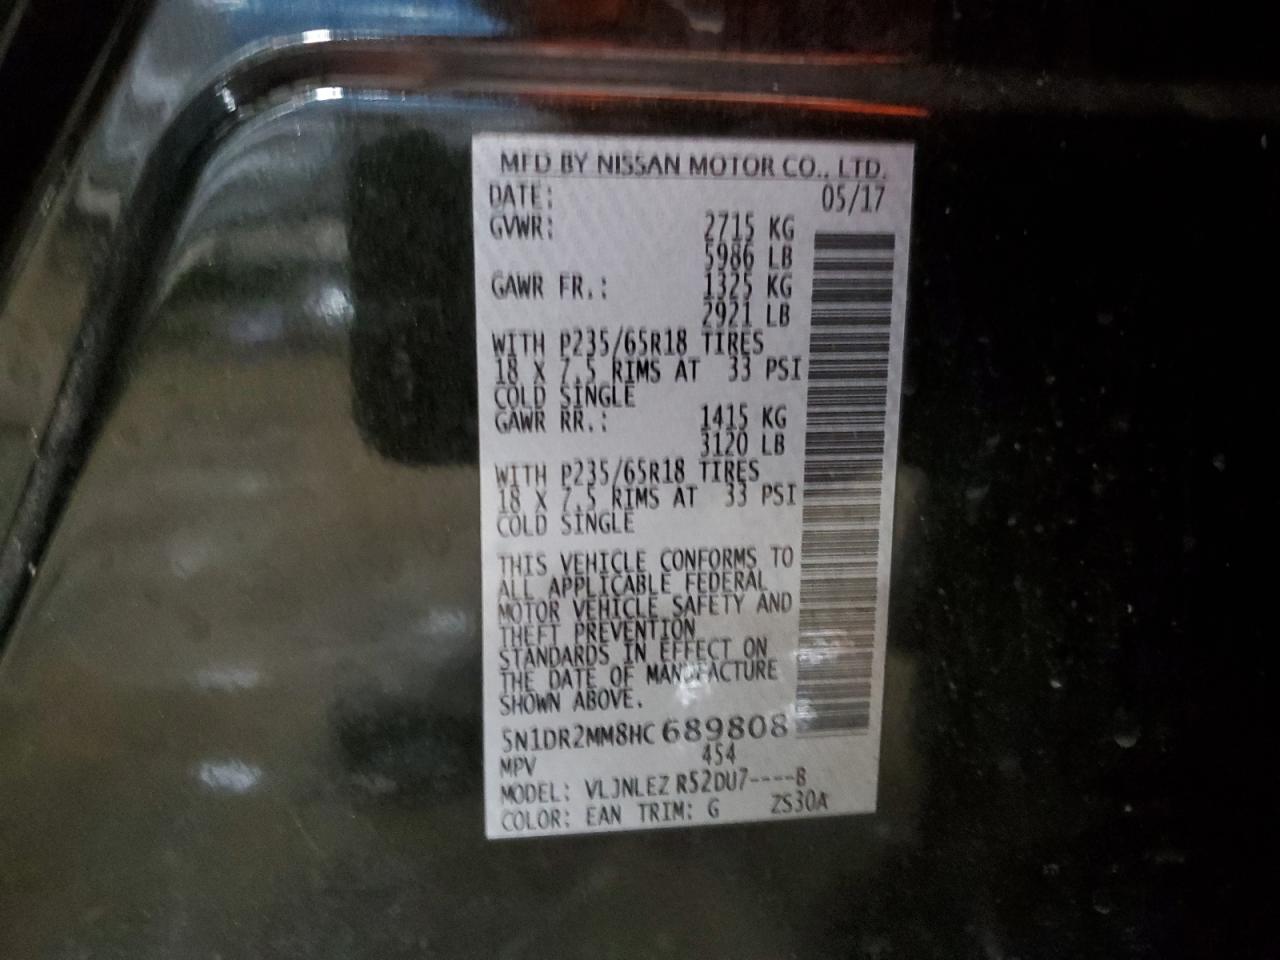 MFD BY NISSAN MOTOR CO., LTD.
DATE: 05/17
GVWR: 2715 KG
5986 LB
GAWR FR.: 1325 KG
2921 LB
WITH P235/65R18 TIRES
18 X 7.5 RIMS AT 33 PSI
COLD SINGLE
GAWR RR.: 1415 KG
3120 LB
WITH P235/65R18 TIRES
18 X 7.5 RIMS AT 33 PSI
COLD SINGLE
THIS VEHICLE CONFORMS TO
ALL APPLICABLE FEDERAL
MOTOR VEHICLE SAFETY AND
THEFT PREVENTION
STANDARDS IN EFFECT ON
THE DATE OF MANUFACTURE
SHOWN ABOVE.
5N1DR2MM8HC689808
MPV 454
MODEL: VLJNLEZ R52DU7----B
COLOR: EAN TRIM: G ZS30A